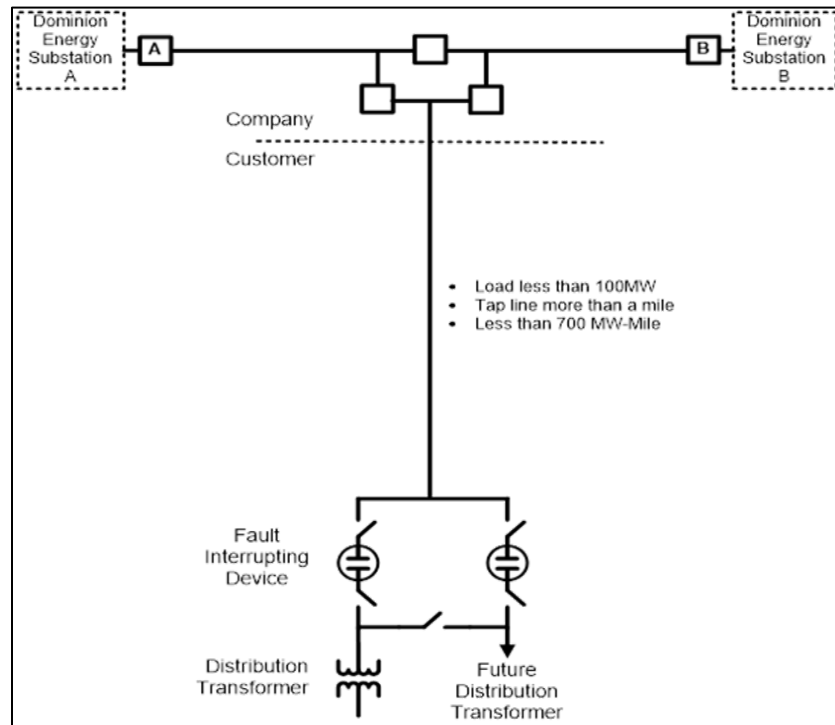 Dominion
Energy
Substation
A
A
B
Dominion
Energy
Substation
B
Company
Customer
• Load less than 100MW
• Tap line more than a mile
• Less than 700 MW-Mile
Fault
Interrupting
Device
Distribution
Transformer
Future
Distribution
Transformer